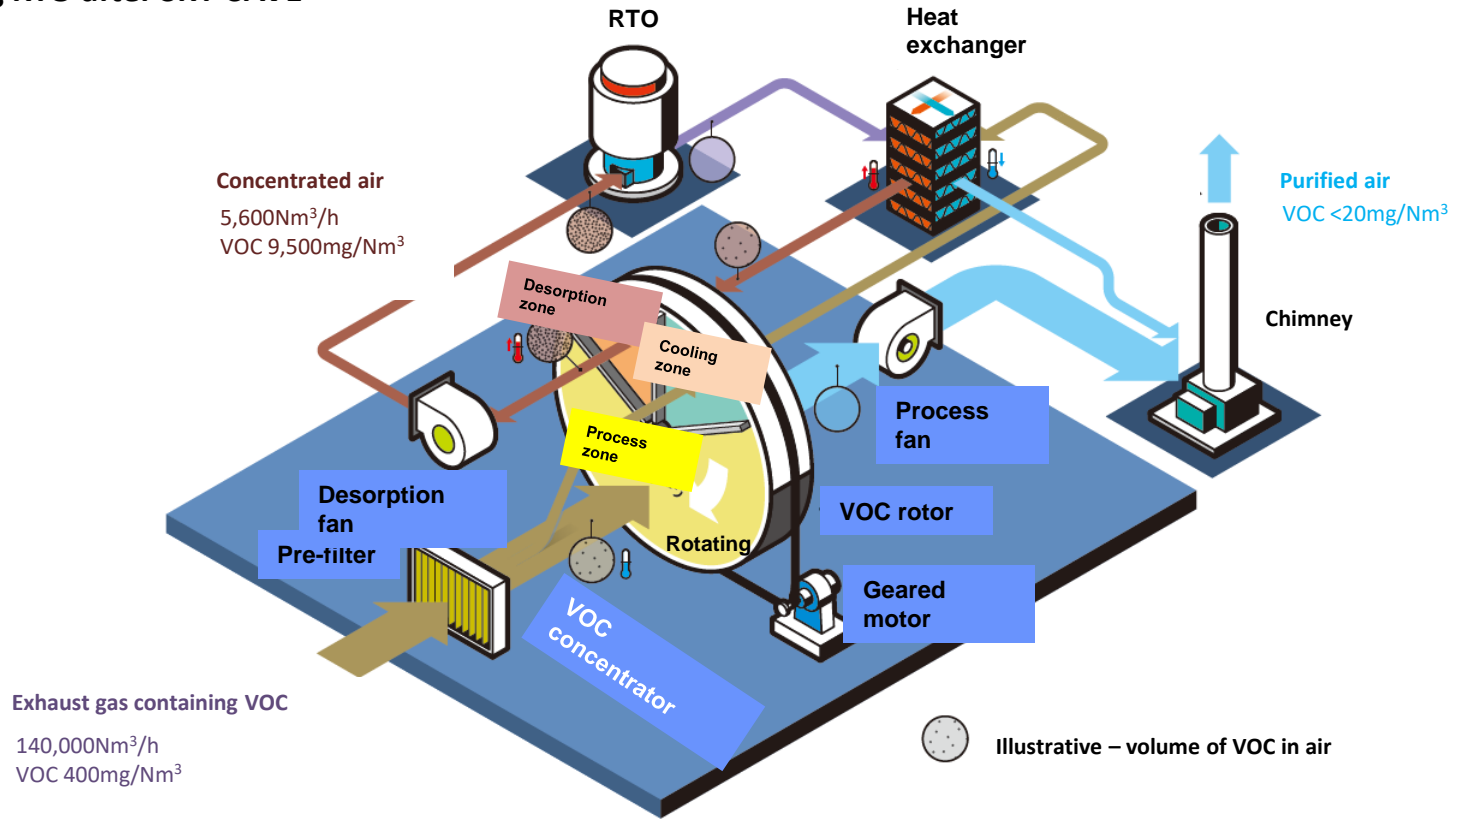 RTO
Heat
exchanger
Concentrated air
5,600Nm³/h
VOC 9,500mg/Nm³
Purified air
VOC <20mg/Nm³
Desorption
zone
Cooling
zone
Chimney
Process
fan
Process
zone
Desorption
fan
VOC rotor
Pre-filter
Rotating
Geared
motor
VOC
concentrator
Exhaust gas containing VOC
140,000Nm³/h
VOC 400mg/Nm³
Illustrative – volume of VOC in air